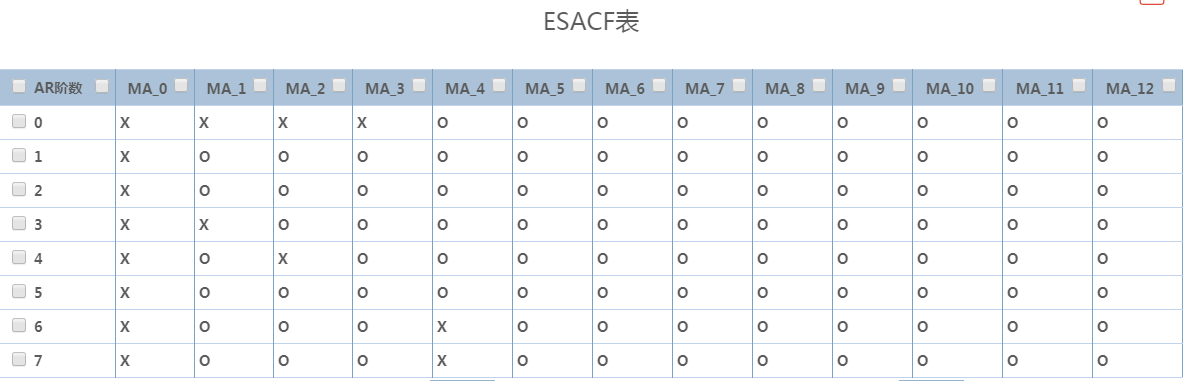 ESACF表
AR阶数 MA_0 MA_1 MA_2 MA_3 MA_4 MA_5 MA_6 MA_7 MA_8 MA_9 MA_10 MA_11 MA_12
0 X X X X O O O O O O O O O
1 X O O O O O O O O O O O O
2 X O O O O O O O O O O O O
3 X X O O O O O O O O O O O
4 X O X O O O O O O O O O O
5 X O O O O O O O O O O O O
6 X O O O X O O O O O O O O
7 X O O O X O O O O O O O O